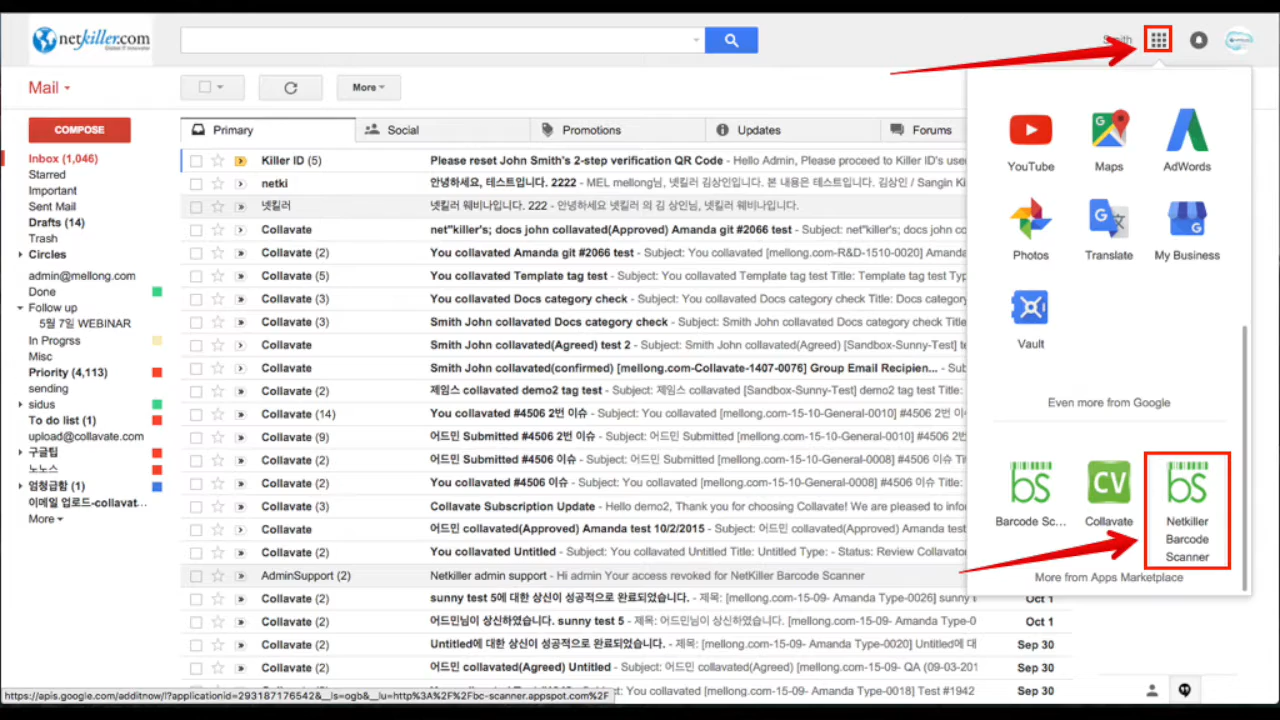 netkiller.com
Global IT Innovator
Smith
Mail
More
COMPOSE
Primary
Social
Promotions
Updates
Forums
Inbox (1,046)
Starred
Important
Sent Mail
Drafts (14)
Trash
Circles
admin@mellong.com
Done
Follow up
5월 7일 WEBINAR
In Progrss
Misc
Priority (4,113)
sending
sidus
To do list (1)
upload@collavate.com
구글팁
노노스
엄청급함 (1)
이메일 업로드-collavat...
More
Killer ID (5) Please reset John Smith's 2-step verification QR Code - Hello Admin, Please proceed to Killer ID's use
netki 안녕하세요, 테스트입니다. 2222 - MEL mellong님, 넷킬러 김상인입니다. 본 내용은 테스트입니다. 김상인 / Sangin Ki
넷킬러 넷킬러 웨비나입니다. 222 - 안녕하세요 넷킬러 의 김 상인님, 넷킬러 웨비나입니다.
Collavate net"killer's; docs john collavated(Approved) Amanda git #2066 test - Subject: net"killer's; docs john co
Collavate (2) You collavated Amanda git #2066 test - Subject: You collavated [mellong.com-R&D-1510-0020] Amanda
Collavate (5) You collavated Template tag test - Subject: You collavated Template tag test Title: Template tag test Typ
Collavate (3) You collavated Docs category check - Subject: You collavated Docs category check Title: Docs categor
Collavate (3) Smith John collavated Docs category check - Subject: Smith John collavated Docs category check Titl
Collavate Smith John collavated(Agreed) test 2 - Subject: Smith John collavated(Agreed) [Sandbox-Sunny-Test] te
Collavate Smith John collavated(confirmed) [mellong.com-Collavate-1407-0076] Group Email Recipien... - Subjec
Collavate (2) 제임스 collavated demo2 tag test - Subject: 제임스 collavated [Sandbox-Sunny-Test] demo2 tag test Title:
Collavate (14) You collavated #4506 2번 이슈 - Subject: You collavated [mellong.com-15-10-General-0010] #4506 2번 이
Collavate (9) 어드민 Submitted #4506 2번 이슈 - Subject: 어드민 Submitted [mellong.com-15-10-General-0010] #4506 2번
Collavate (2) 어드민 Submitted #4506 이슈 - Subject: 어드민 Submitted [mellong.com-15-10-General-0008] #4506 이슈 Ti
Collavate (2) You collavated #4506 이슈 - Subject: You collavated [mellong.com-15-10-General-0008] #4506 이슈 Title:
Collavate (3) Collavate Subscription Update - Hello demo2, Thank you for choosing Collavate! We are pleased to infor
Collavate 어드민 collavated(Approved) Amanda test 10/2/2015 - Subject: 어드민 collavated(Approved) Amanda test
Collavate (2) You collavated Untitled - Subject: You collavated Untitled Title: Untitled Type: - Status: Review Collavator
AdminSupport (2) Netkiller admin support - Hi admin Your access revoked for NetKiller Barcode Scanner
Collavate (2) sunny test 5에 대한 상신이 성공적으로 완료되었습니다. - 제목: [mellong.com-15-09- Amanda Type-0026] sunny t Oct 1
Collavate (2) 어드민님이 상신하였습니다. sunny test 5 - 제목: 어드민님이 상신하였습니다. [mellong.com-15-09- Amanda Type-0 Oct 1
Collavate (2) Untitled에 대한 상신이 성공적으로 완료되었습니다. - 제목: [mellong.com-15-09- Amanda Type-0020] Untitled에 대 Sep 30
Collavate (2) 어드민 collavated(Agreed) Untitled - Subject: 어드민 collavated(Agreed) [mellong.com-15-09- QA (09-03-201 Sep 30
[mellong.com-15-09- Amanda Type-0018] Test #1942 Sep 30
YouTube
Maps
AdWords
Photos
Translate
My Business
Vault
Even more from Google
bS
CV
bS
Barcode Sc...
Collavate
Netkiller
Barcode
Scanner
More from Apps Marketplace
https://apis.google.com/additnow/l?applicationid=293187176542&__is=ogb&__lu=http%3A%2F%2Fbc-scanner.appspot.com%2F